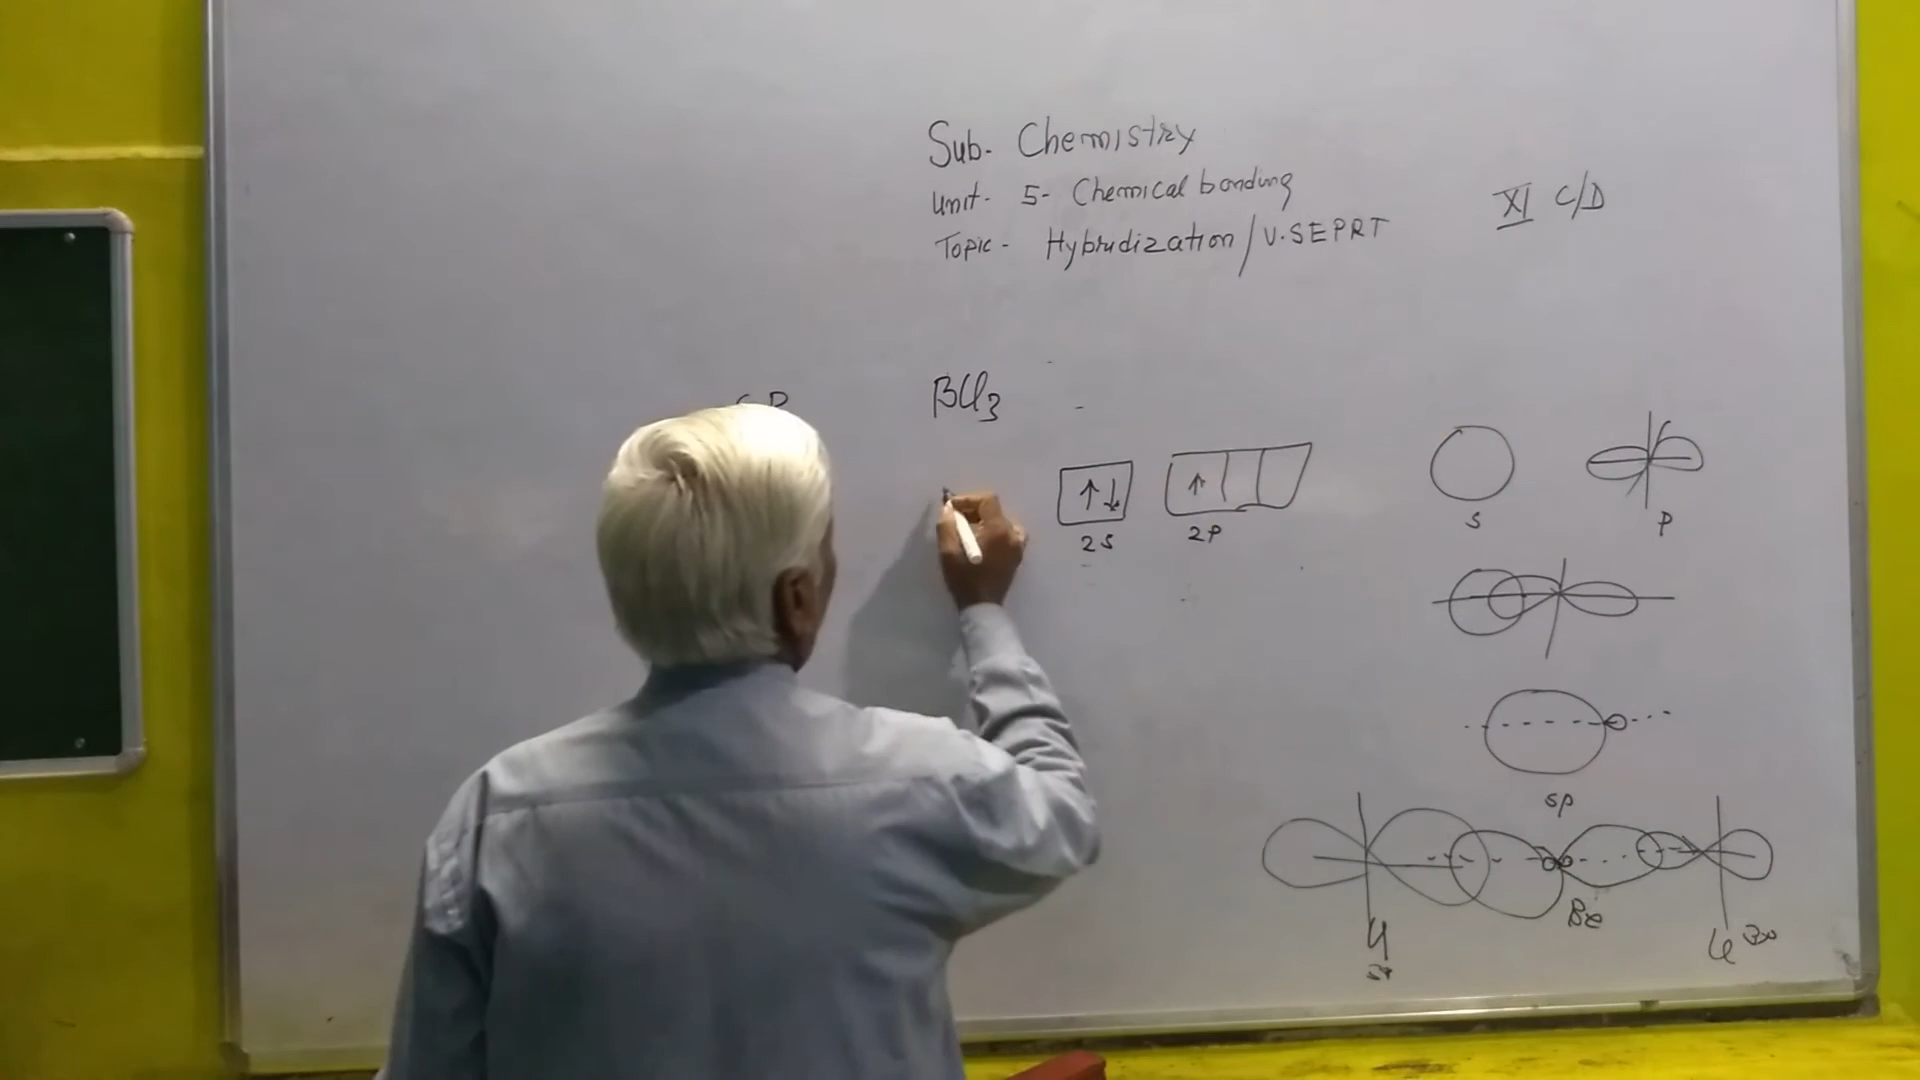 Sub. Chemistry
Unit. 5- Chemical bonding
XI C/D
Topic - Hybridization/V.SEPRT
BCl3
2s 2p
s p
sp
Cl Be Cl